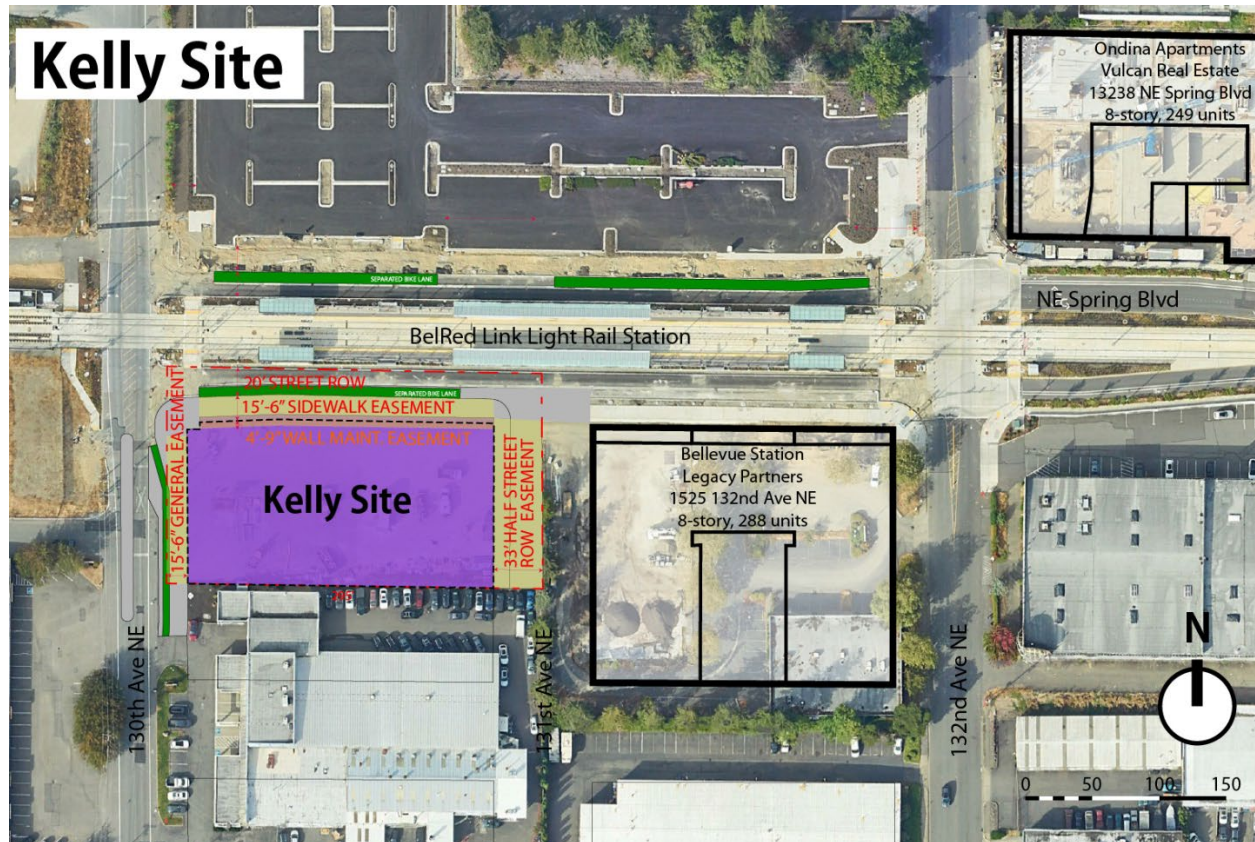 Kelly Site
Ondina Apartments
Vulcan Real Estate
13238 NE Spring Blvd
8-story, 249 units
SEPARATED BIKE LANE
NE Spring Blvd
BelRed Link Light Rail Station
20' STREET ROW
SEPARATED BIKE LANE
15'-6" SIDEWALK EASEMENT
4'-9" WALL MAINT. EASEMENT
15'-6" GENERAL EASEMENT
Kelly Site
33' HALF STREEET
ROW EASEMENT
Bellevue Station
Legacy Partners
1525 132nd Ave NE
8-story, 288 units
130th Ave NE
131st Ave NE
132nd Ave NE
N
0 50 100 150